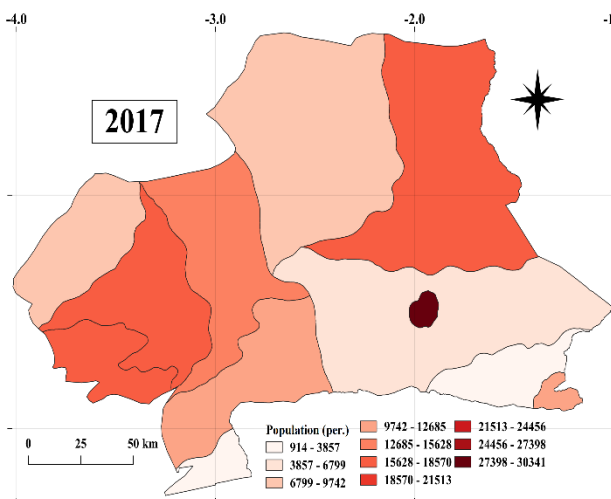 -4.0 -3.0 -2.0 -1
2017
0 25 50 km
Population (per.)
914 - 3857
3857 - 6799
6799 - 9742
9742 - 12685
12685 - 15628
15628 - 18570
18570 - 21513
21513 - 24456
24456 - 27398
27398 - 30341